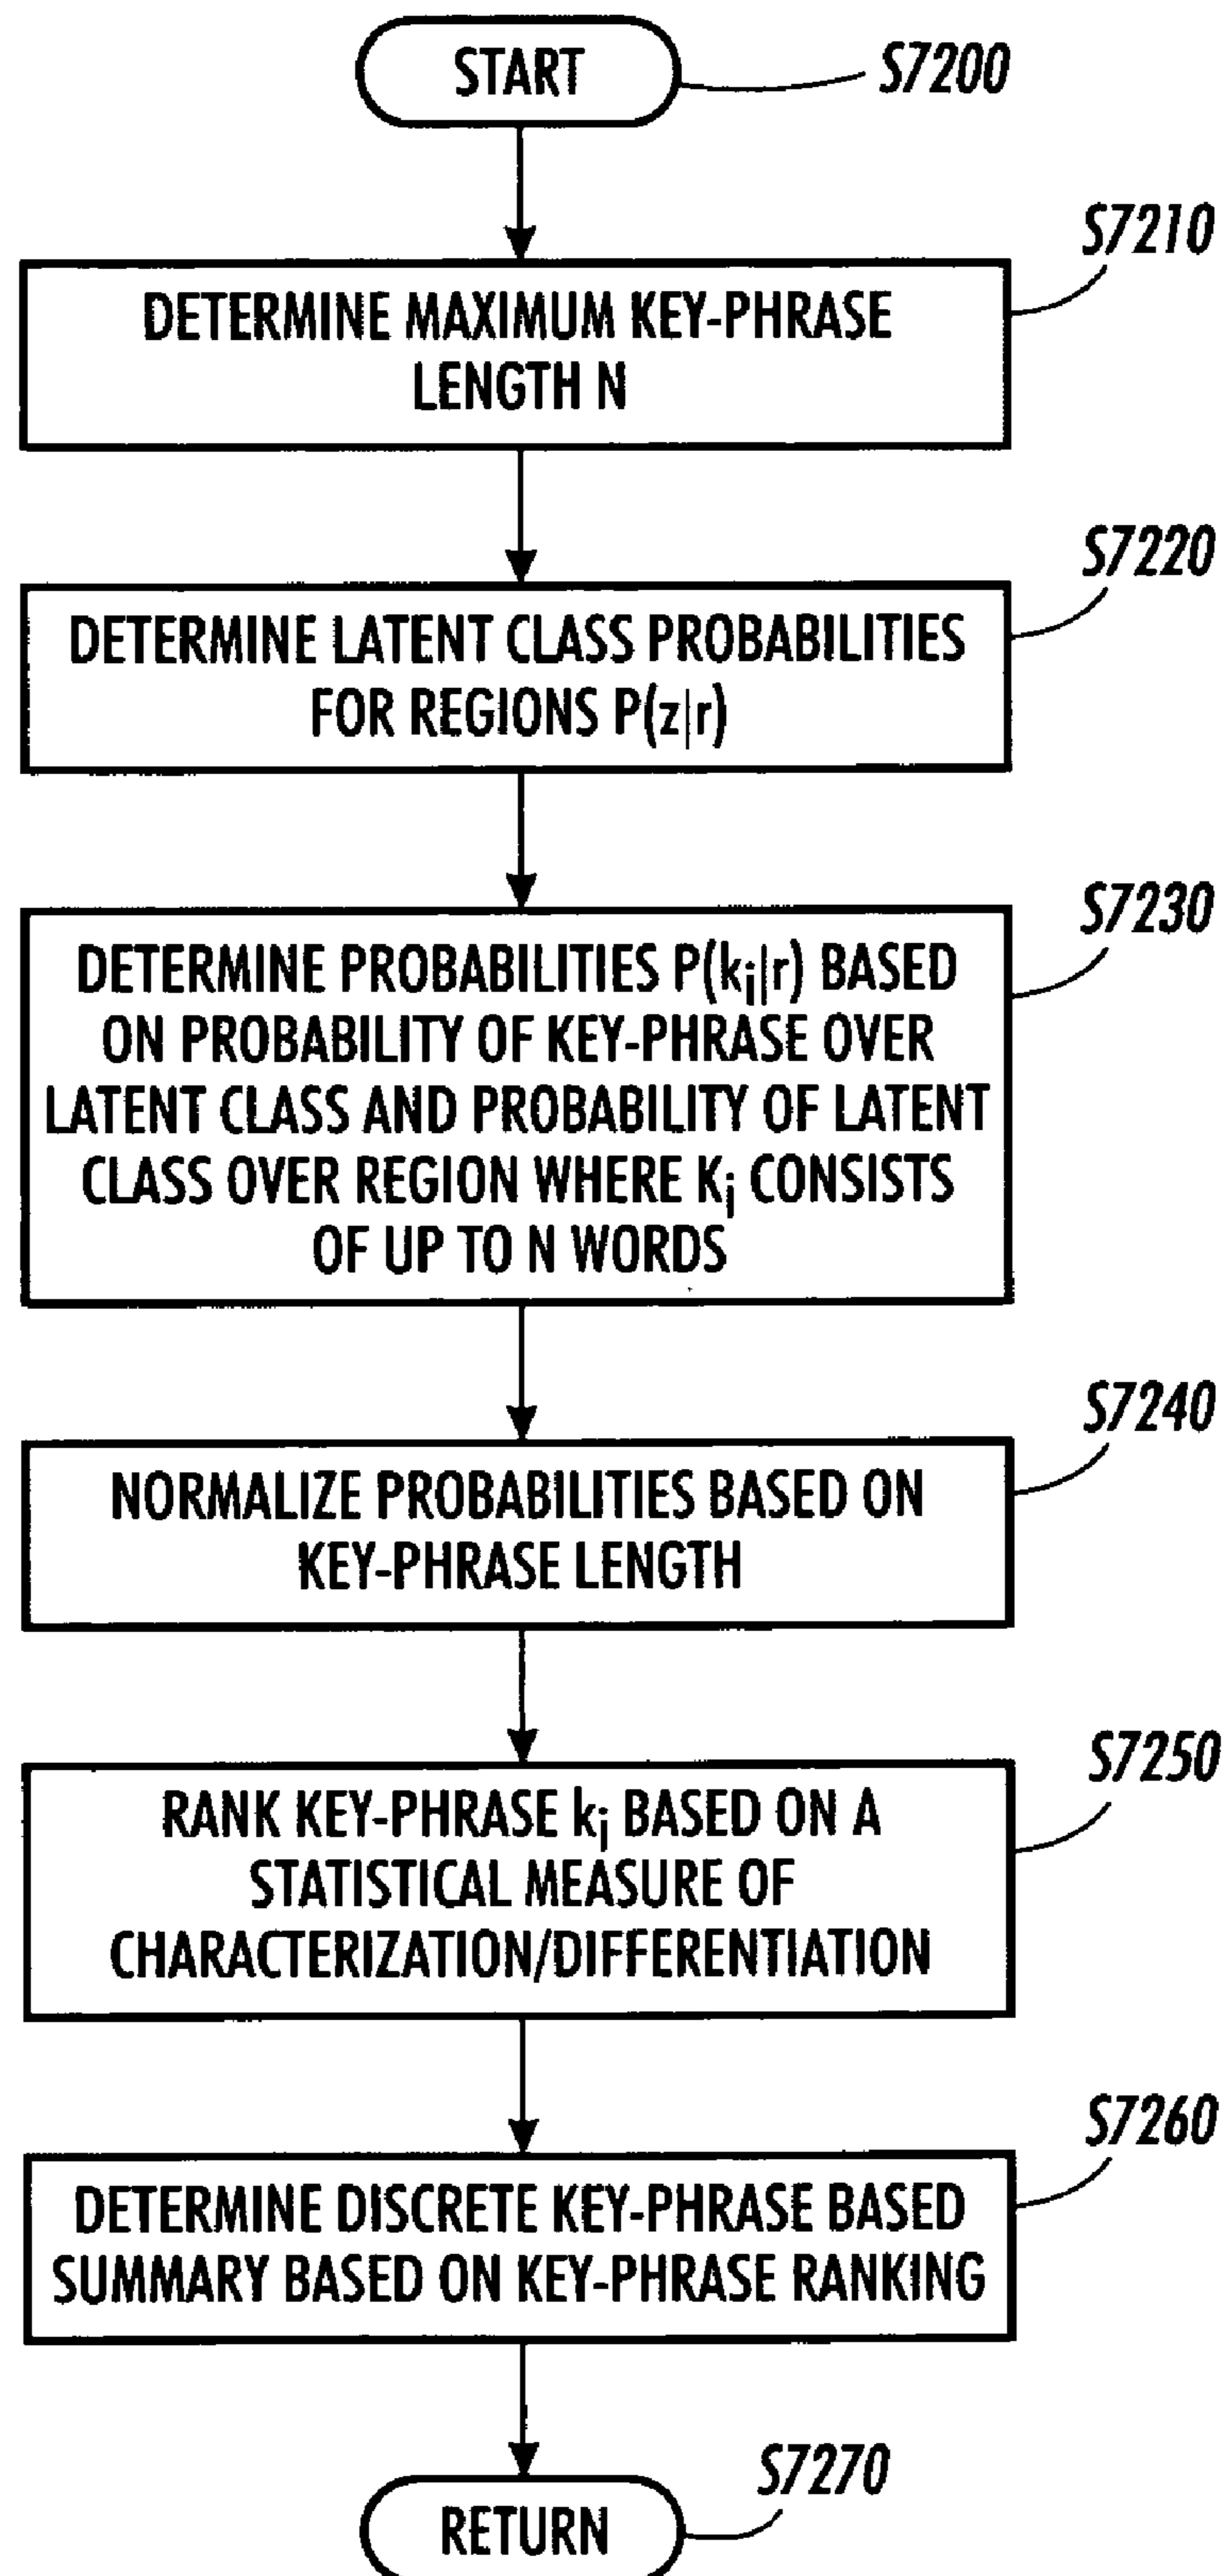 START
S7200
S7210
DETERMINE MAXIMUM KEY-PHRASE
LENGTH N
S7220
DETERMINE LATENT CLASS PROBABILITIES
FOR REGIONS P(z|r)
S7230
DETERMINE PROBABILITIES P(ki|r) BASED
ON PROBABILITY OF KEY-PHRASE OVER
LATENT CLASS AND PROBABILITY OF LATENT
CLASS OVER REGION WHERE Ki CONSISTS
OF UP TO N WORDS
S7240
NORMALIZE PROBABILITIES BASED ON
KEY-PHRASE LENGTH
S7250
RANK KEY-PHRASE ki BASED ON A
STATISTICAL MEASURE OF
CHARACTERIZATION/DIFFERENTIATION
S7260
DETERMINE DISCRETE KEY-PHRASE BASED
SUMMARY BASED ON KEY-PHRASE RANKING
S7270
RETURN